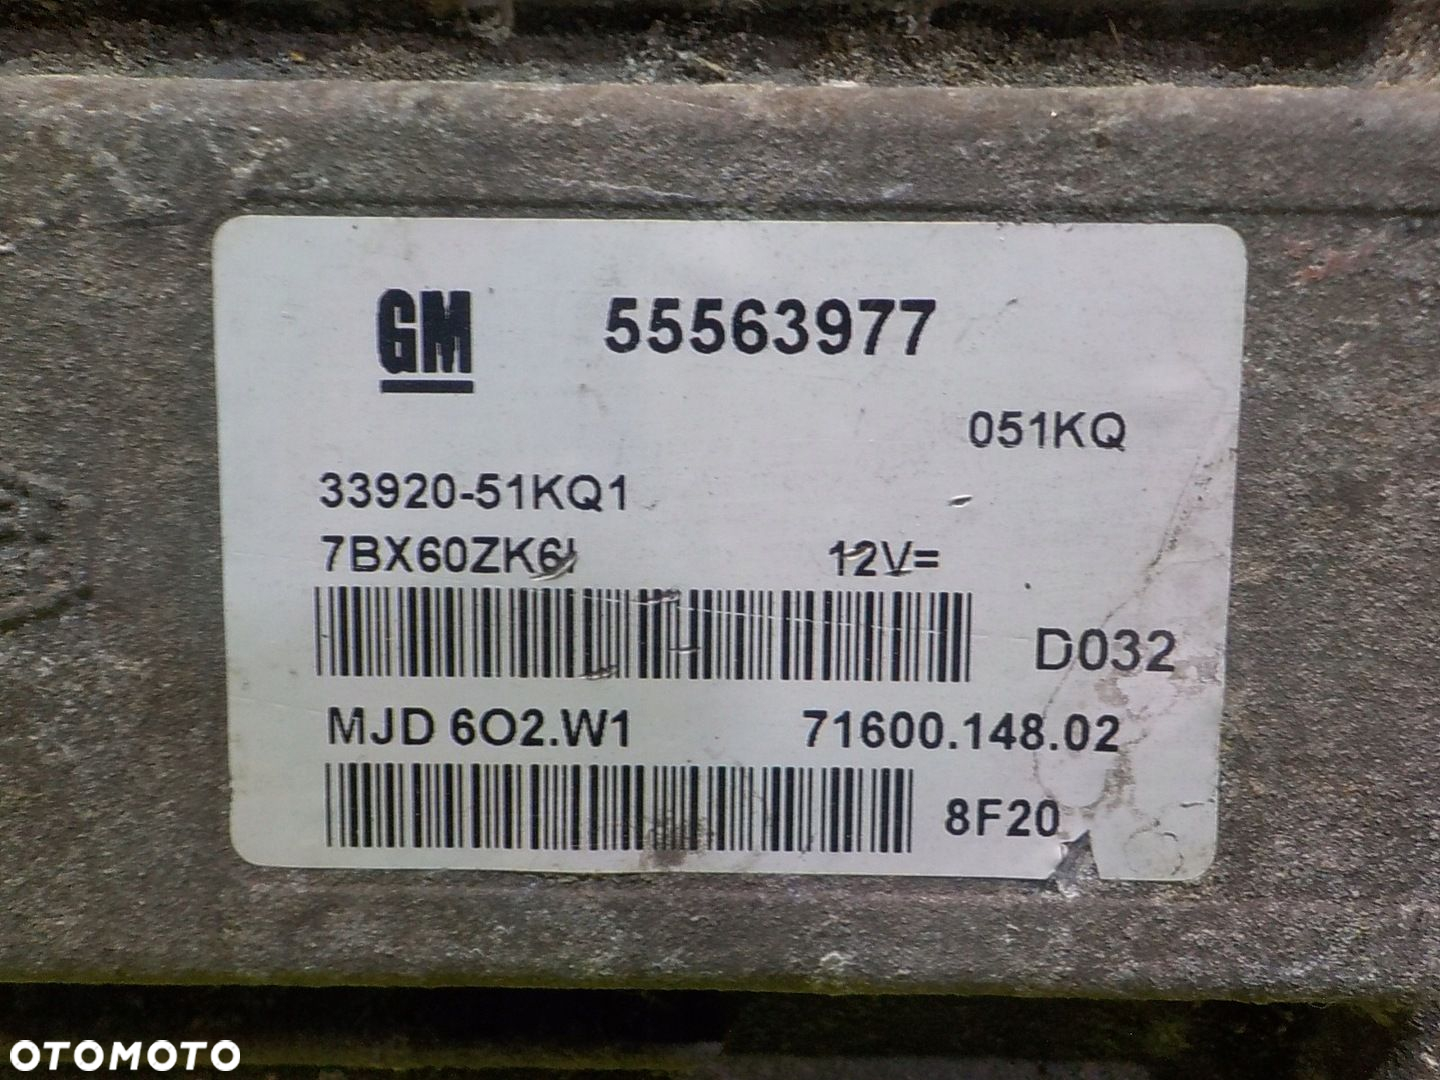 GM 55563977
051KQ
33920-51KQ1
7BX60ZK6 12V=
D032
MJD 6O2.W1 71600.148.02
8F20
OTOMOTO